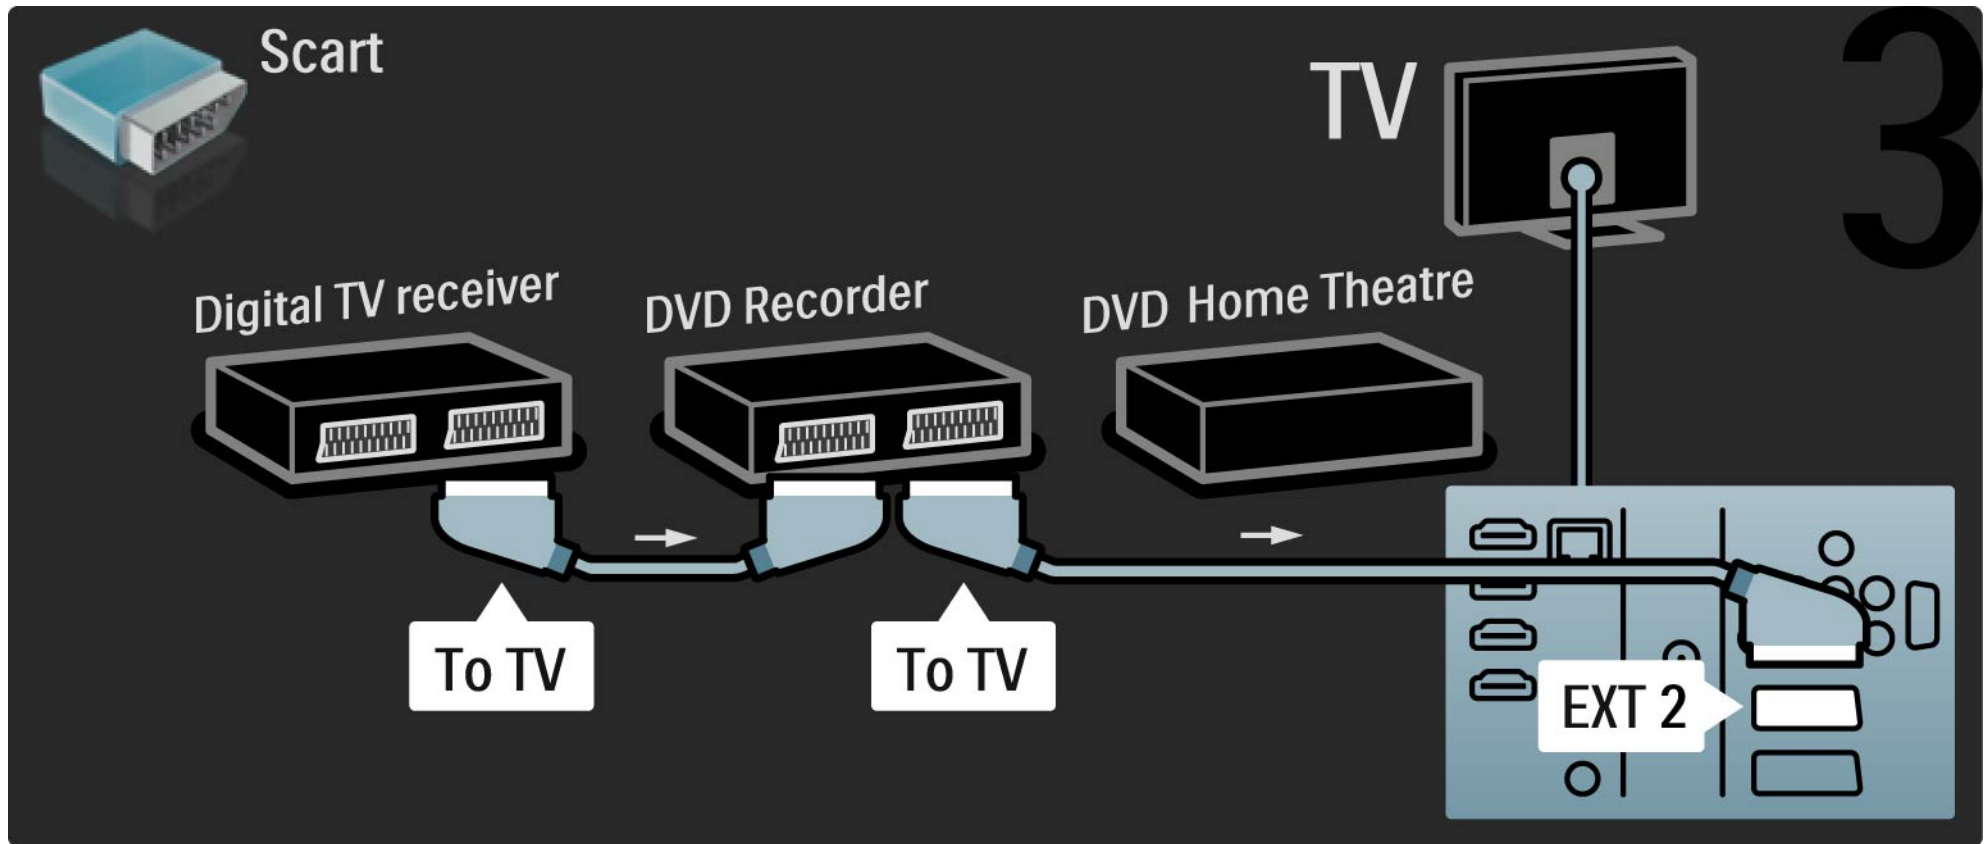 Scart
TV
3
Digital TV receiver
DVD Recorder
DVD Home Theatre
To TV
To TV
EXT 2